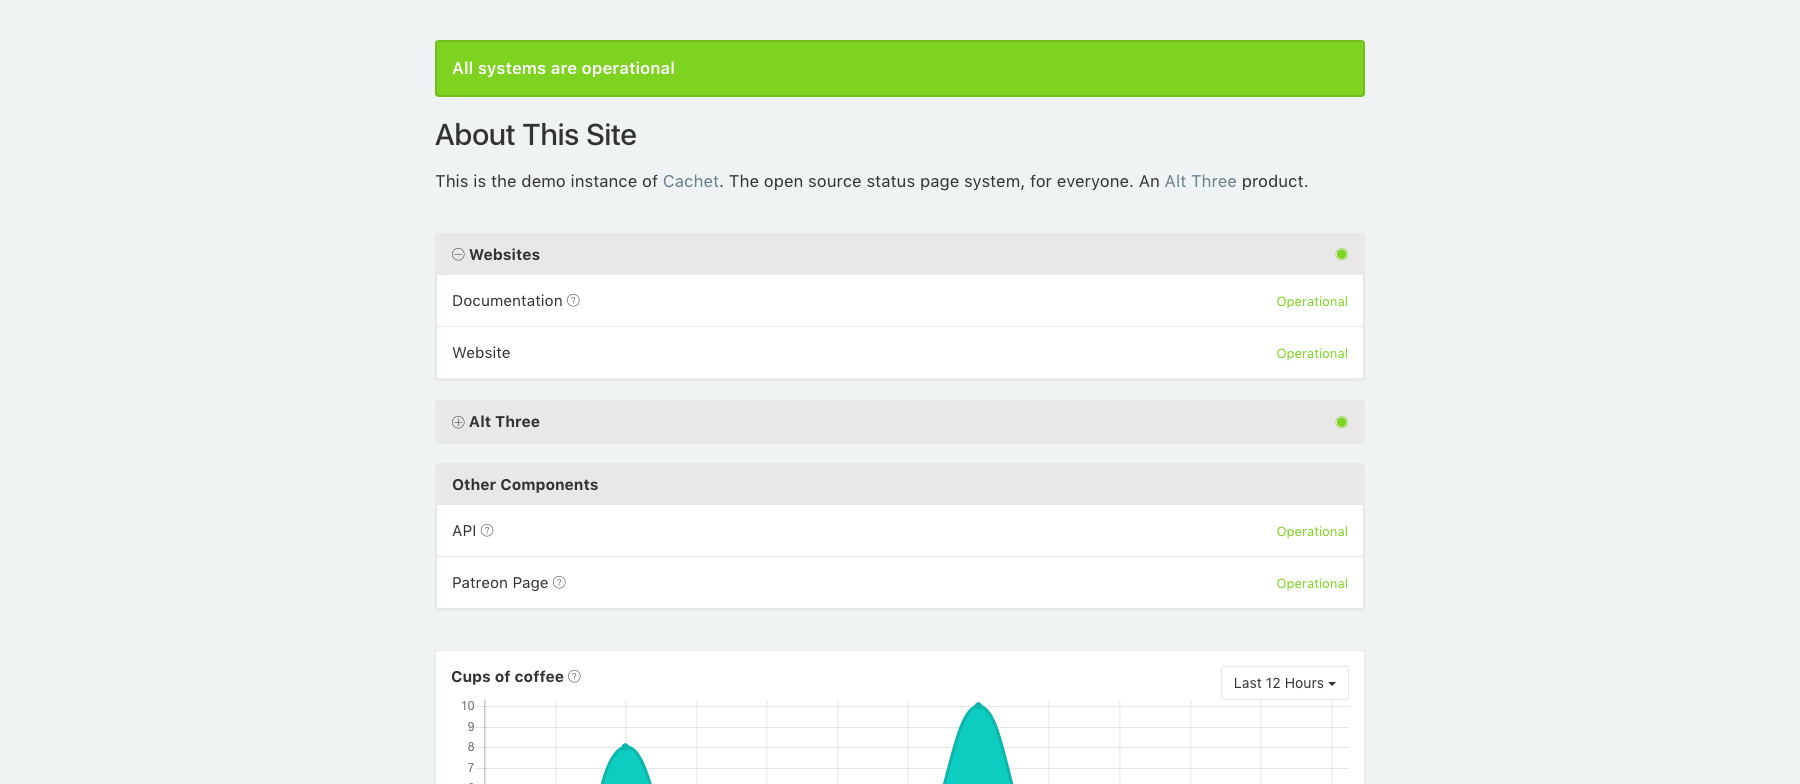 All systems are operational
About This Site
This is the demo instance of Cachet. The open source status page system, for everyone. An Alt Three product.
Websites
Documentation
Operational
Website
Operational
Alt Three
Other Components
API
Operational
Patreon Page
Operational
Cups of coffee
Last 12 Hours
10
9
8
7